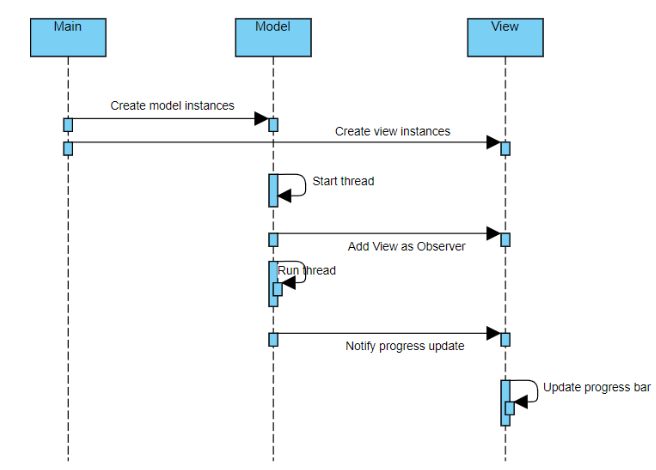 Main
Model
View
Create model instances
Create view instances
Start thread
Add View as Observer
Run thread
Notify progress update
Update progress bar